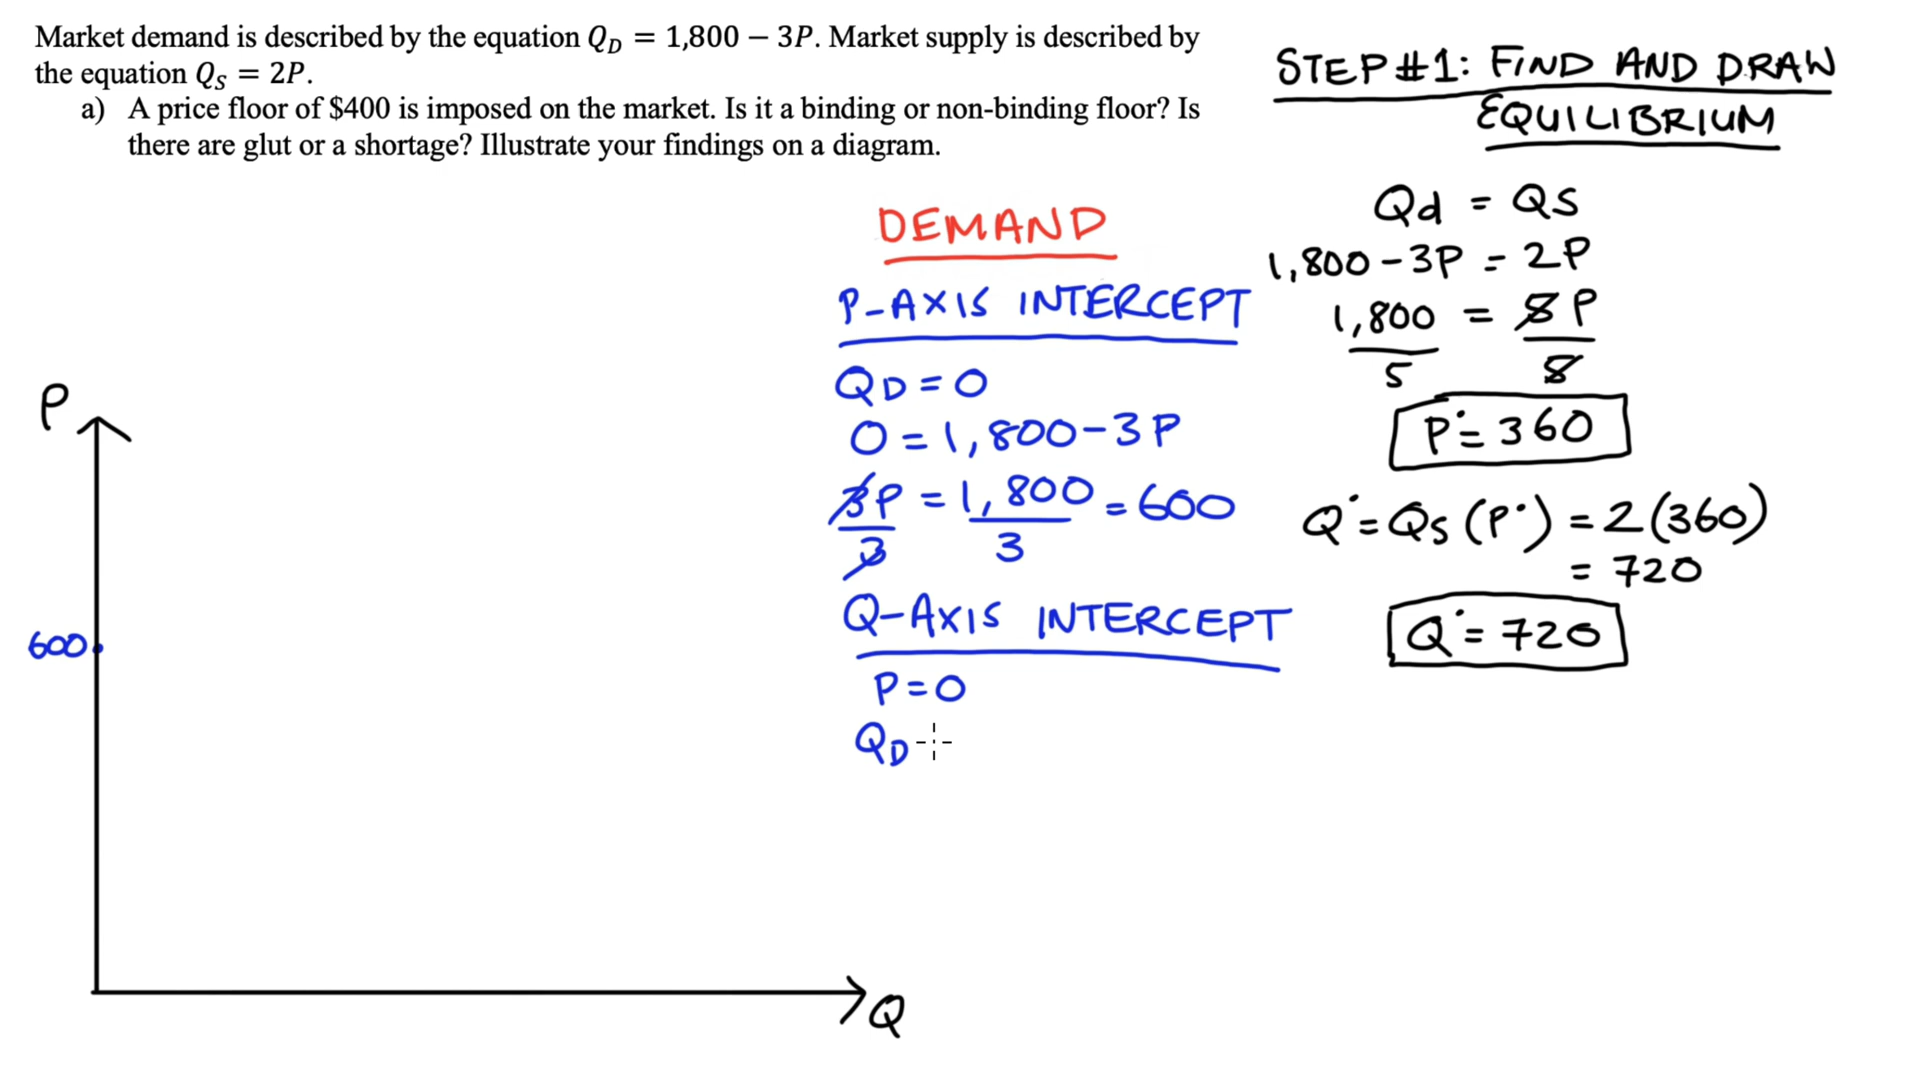 Market demand is described by the equation Q_D = 1,800 – 3P. Market supply is described by
the equation Q_S = 2P.
a) A price floor of $400 is imposed on the market. Is it a binding or non-binding floor? Is
there are glut or a shortage? Illustrate your findings on a diagram.
STEP #1: FIND AND DRAW
EQUILIBRIUM
Qd = QS
1,800 - 3P = 2P
1,800/5 = 5P/5
P* = 360
Q* = QS (P*) = 2(360)
= 720
Q* = 720
DEMAND
P-AXIS INTERCEPT
QD = 0
0 = 1,800 - 3P
3P/3 = 1,800/3 = 600
Q-AXIS INTERCEPT
P = 0
QD
P
600
Q